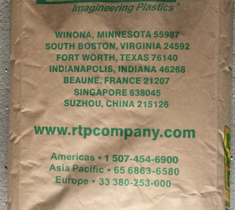 Imagineering Plastics
WINONA, MINNESOTA 55987
SOUTH BOSTON, VIRGINIA 24592
FORT WORTH, TEXAS 76140
INDIANAPOLIS, INDIANA 46268
BEAUNE, FRANCE 21207
SINGAPORE 638045
SUZHOU, CHINA 215126
www.rtpcompany.com
Americas • 1 507-454-6900
Asia Pacific • 65 6863-6580
Europe • 33 380-253-000